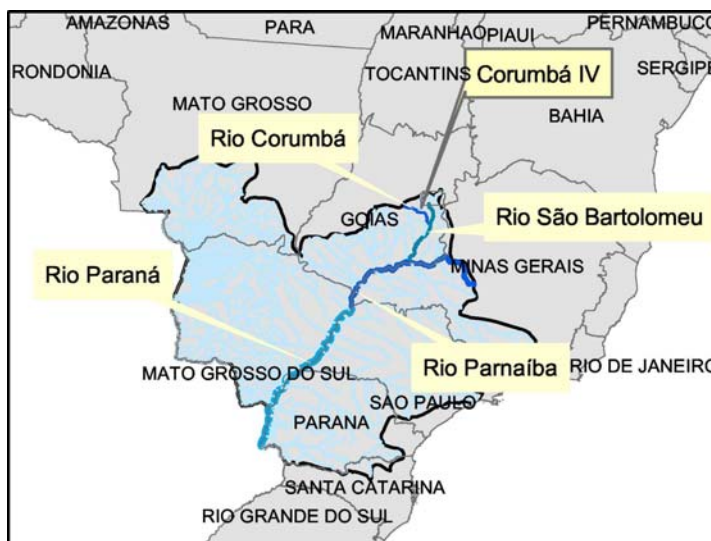 AMAZONAS
PARA
MARANHAO
PIAUI
PERNAMBUCO
RONDONIA
TOCANTINS
Corumbá IV
SERGIPE
MATO GROSSO
BAHIA
Rio Corumbá
GOIAS
Rio São Bartolomeu
Rio Paraná
MINAS GERAIS
Rio Parnaíba
RIO DE JANEIRO
MATO GROSSO DO SUL
SAO PAULO
PARANA
SANTA CATARINA
RIO GRANDE DO SUL